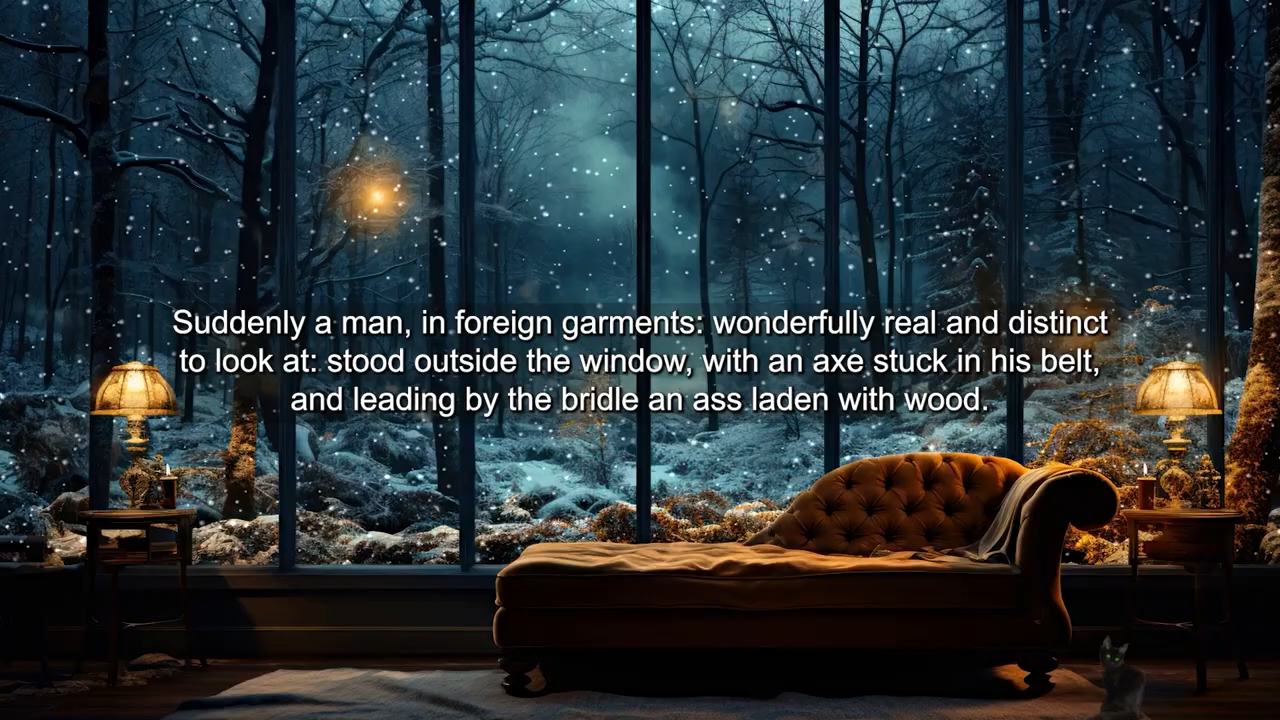 Suddenly a man, in foreign garments: wonderfully real and distinct
to look at: stood outside the window, with an axe stuck in his belt,
and leading by the bridle an ass laden with wood.